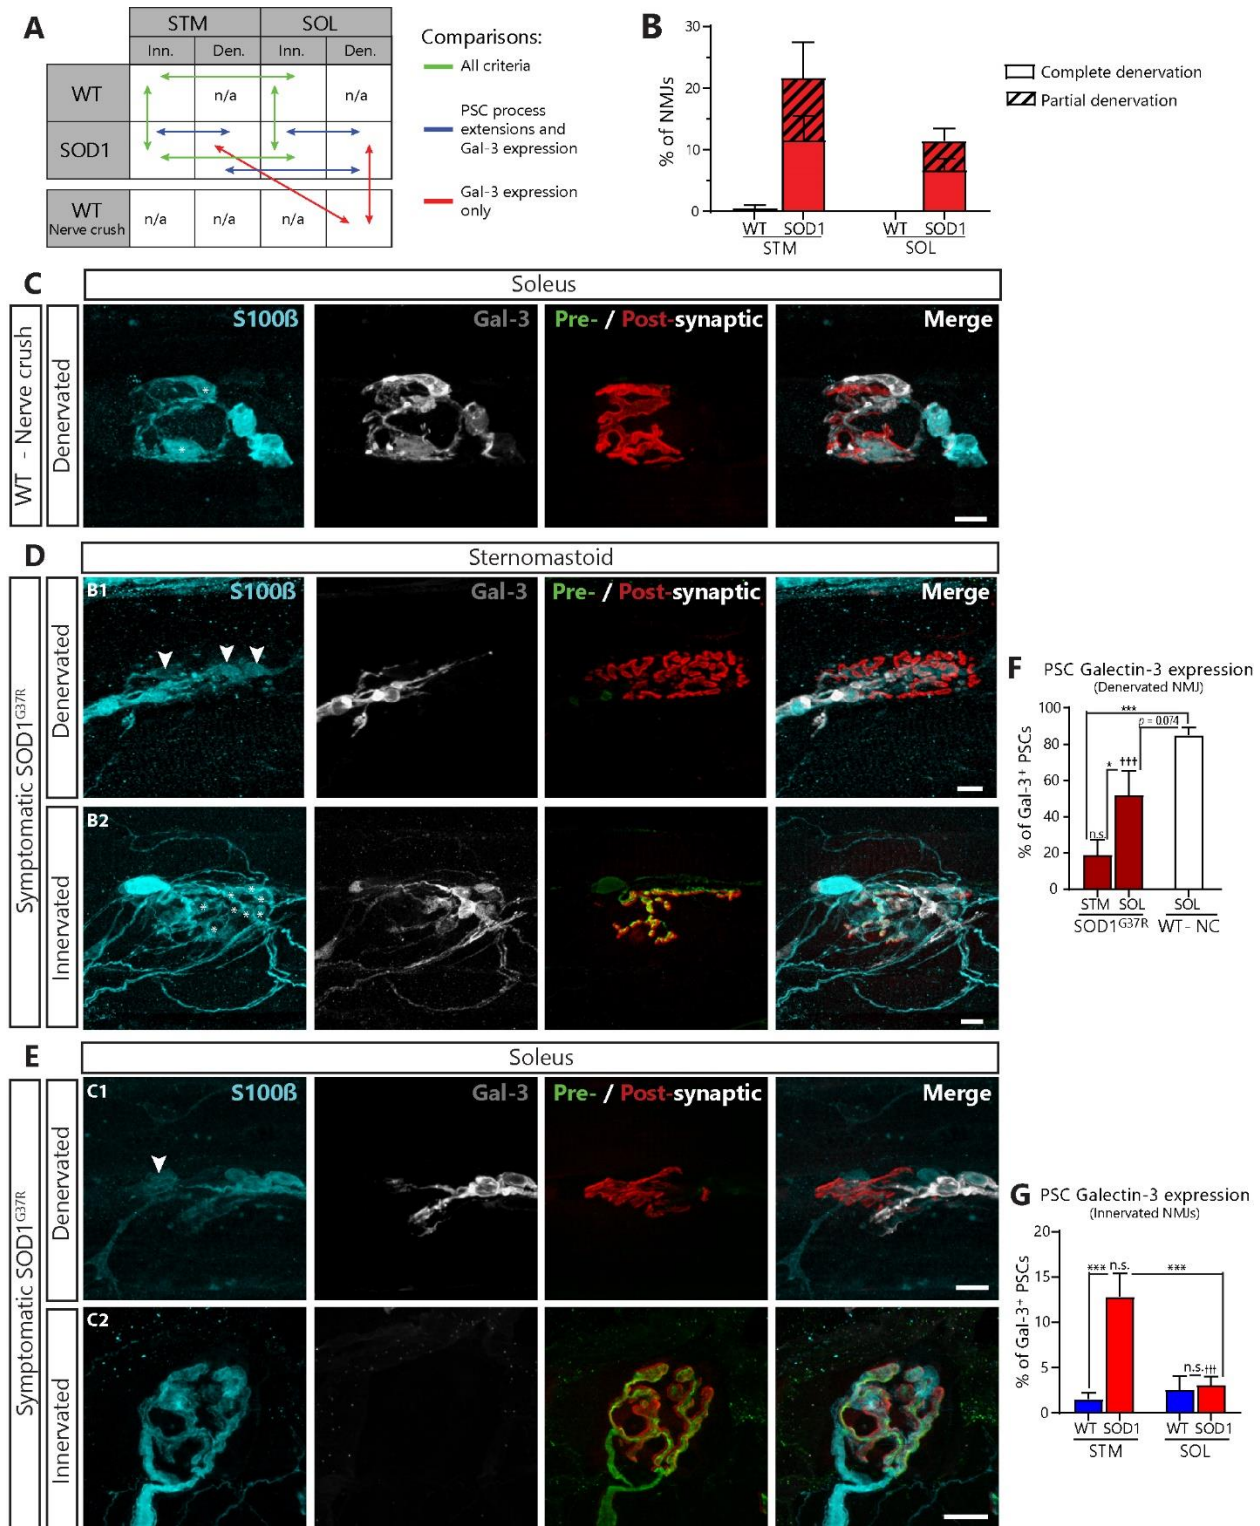 A
STM SOL
Inn. Den. Inn. Den.
WT n/a n/a
SOD1
WT
Nerve crush
n/a n/a n/a
Comparisons:
All criteria
PSC process
extensions and
Gal-3 expression
Gal-3 expression
only
B
% of NMJs
30
20
10
0
WT SOD1 WT SOD1
STM SOL
Complete denervation
Partial denervation
C
Soleus
WT - Nerve crush
Denervated
S100ß Gal-3 Pre- / Post-synaptic Merge
* *
D
Sternomastoid
Symptomatic SOD1G37R
Denervated
B1 S100ß Gal-3 Pre- / Post-synaptic Merge
Innervated
B2
* * * * * * * *
E
Soleus
Symptomatic SOD1G37R
Denervated
C1 S100ß Gal-3 Pre- / Post-synaptic Merge
Innervated
C2
F PSC Galectin-3 expression
(Denervated NMJ)
% of Gal-3+ PSCs
100
80
60
40
20
0
***
p = 0.074
* †††
n.s.
STM SOL SOL
SOD1G37R WT- NC
G PSC Galectin-3 expression
(Innervated NMJs)
% of Gal-3+ PSCs
20
15
10
5
0
*** n.s. ***
n.s. †††
WT SOD1 WT SOD1
STM SOL